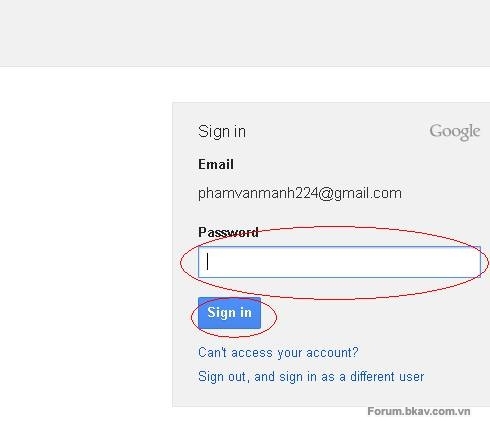 Sign in
Google
Email
phamvanmanh224@gmail.com
Password
Sign in
Can't access your account?
Sign out, and sign in as a different user
Forum.bkav.com.vn